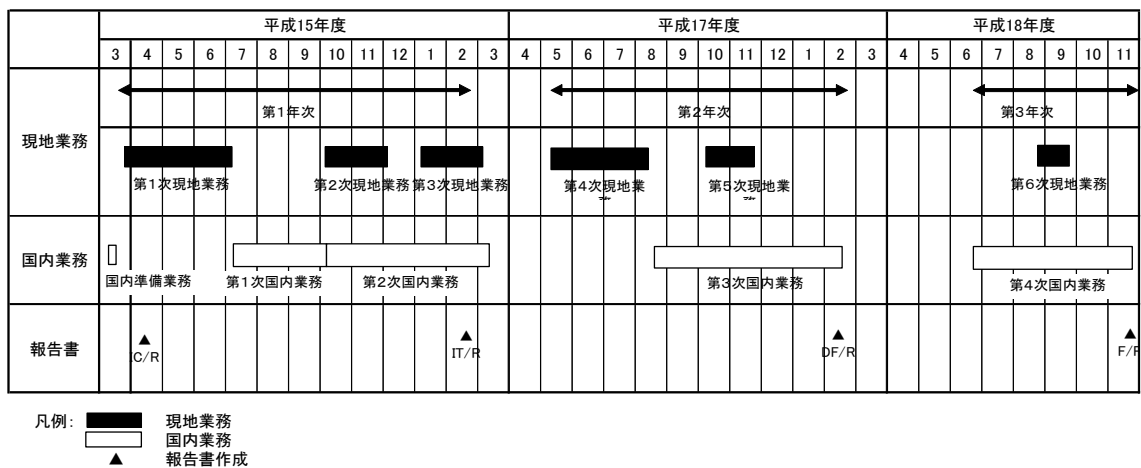 平成15年度 平成17年度 平成18年度
3 4 5 6 7 8 9 10 11 12 1 2 3 4 5 6 7 8 9 10 11 12 1 2 3 4 5 6 7 8 9 10 11
現地業務
第1年次 第2年次 第3年次
第1次現地業務 第2次現地業務 第3次現地業務 第4次現地業 第5次現地業 第6次現地業務
国内業務
国内準備業務 第1次国内業務 第2次国内業務 第3次国内業務 第4次国内業務
報告書
IC/R IT/R DF/R F/R
凡例: 現地業務
国内業務
報告書作成